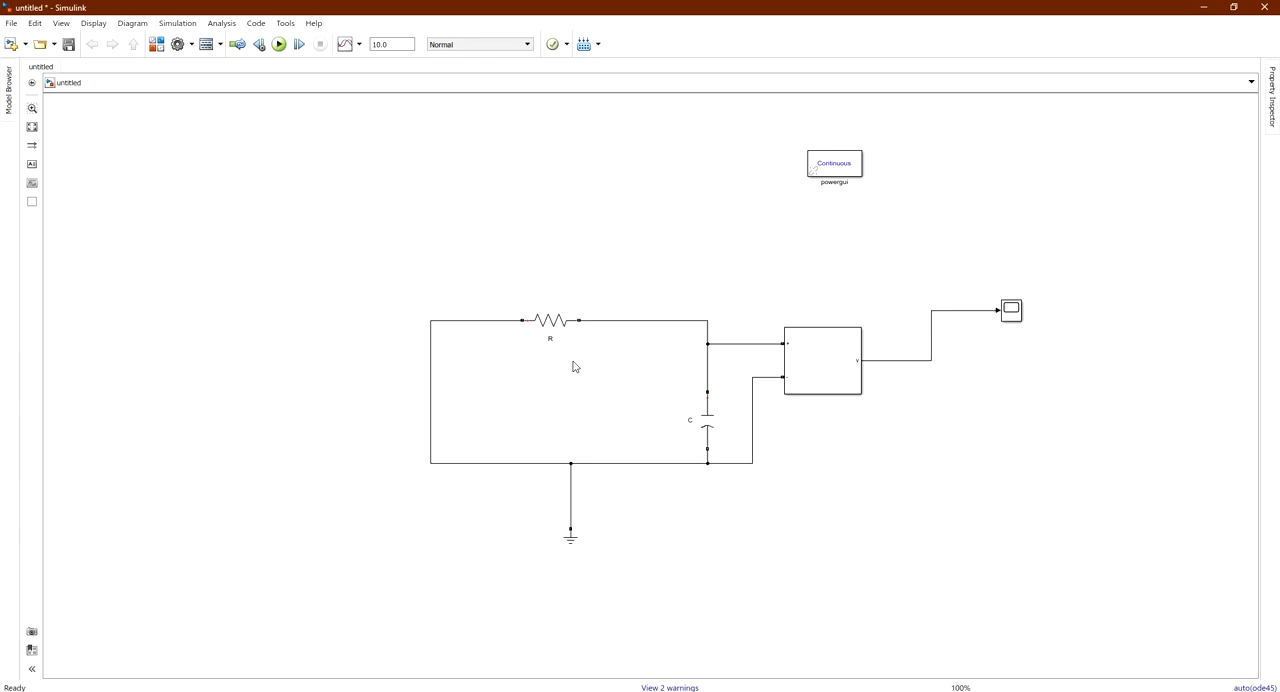 untitled * - Simulink
File Edit View Display Diagram Simulation Analysis Code Tools Help
10.0 Normal
untitled
untitled
Model Browser
Property Inspector
Continuous
powergui
R
+
v
-
C
Ready View 2 warnings 100% auto(ode45)